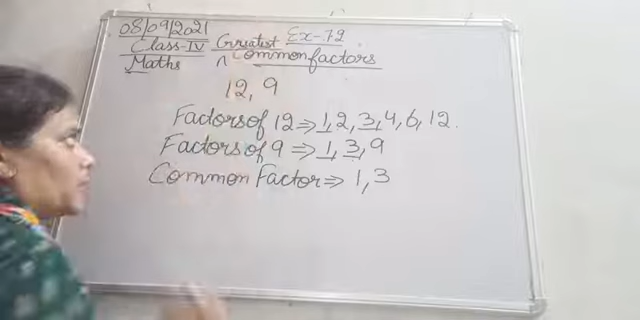 08/09/2021
Class-IV Greatest Ex-7.2
Maths ^ Common factors
12, 9
Factors of 12 ⇒ 1, 2, 3, 4, 6, 12.
Factors of 9 ⇒ 1, 3, 9
Common Factor ⇒ 1, 3